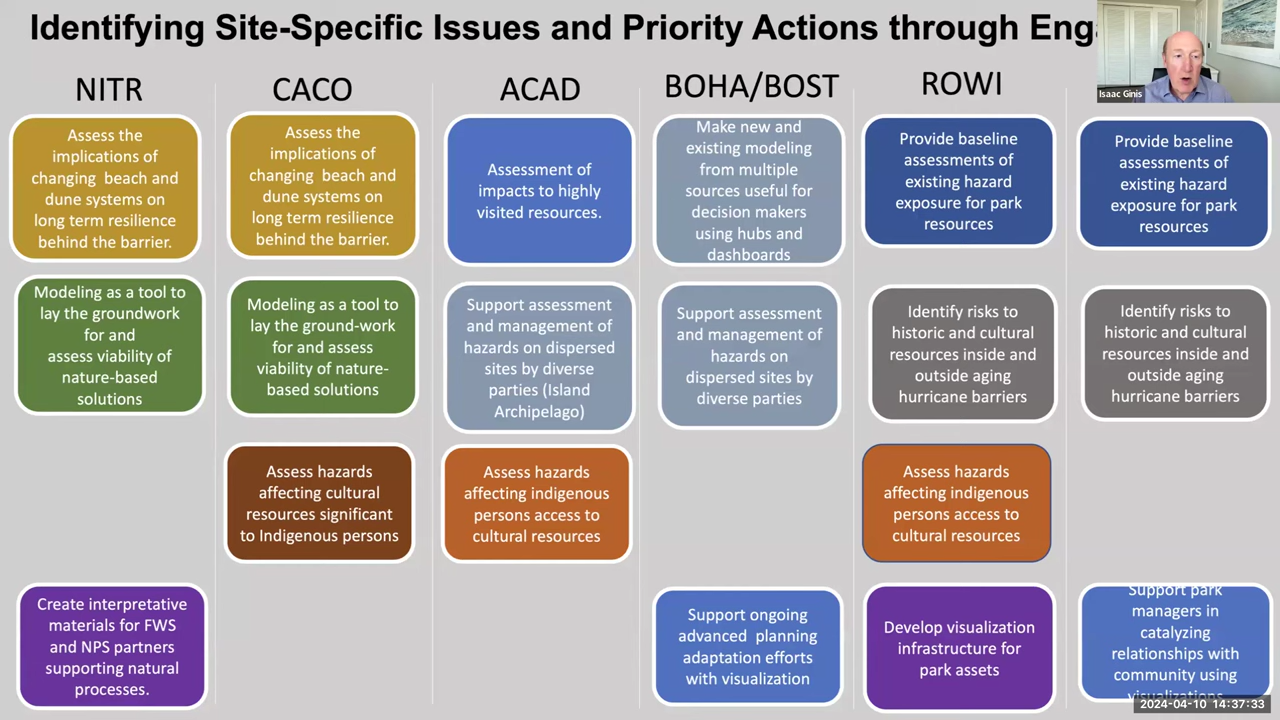 Identifying Site-Specific Issues and Priority Actions through Eng
Isaac Ginis
NITR
CACO
ACAD
BOHA/BOST
ROWI
Assess the
implications of
changing beach and
dune systems on
long term resilience
behind the barrier.
Assess the
implications of
changing beach and
dune systems on
long term resilience
behind the barrier.
Assessment of
impacts to highly
visited resources.
Make new and
existing modeling
from multiple
sources useful for
decision makers
using hubs and
dashboards
Provide baseline
assessments of
existing hazard
exposure for park
resources
Provide baseline
assessments of
existing hazard
exposure for park
resources
Modeling as a tool to
lay the groundwork
for and
assess viability of
nature-based
solutions
Modeling as a tool to
lay the ground-work
for and assess
viability of nature-
based solutions
Support assessment
and management of
hazards on dispersed
sites by diverse
parties (Island
Archipelago)
Support assessment
and management of
hazards on
dispersed sites by
diverse parties
Identify risks to
historic and cultural
resources inside and
outside aging
hurricane barriers
Identify risks to
historic and cultural
resources inside and
outside aging
hurricane barriers
Assess hazards
affecting cultural
resources significant
to Indigenous persons
Assess hazards
affecting indigenous
persons access to
cultural resources
Assess hazards
affecting indigenous
persons access to
cultural resources
Create interpretative
materials for FWS
and NPS partners
supporting natural
processes.
Support ongoing
advanced planning
adaptation efforts
with visualization
Develop visualization
infrastructure for
park assets
Support park
managers in
catalyzing
relationships with
community using
visualizations
2024-04-10 14:37:33